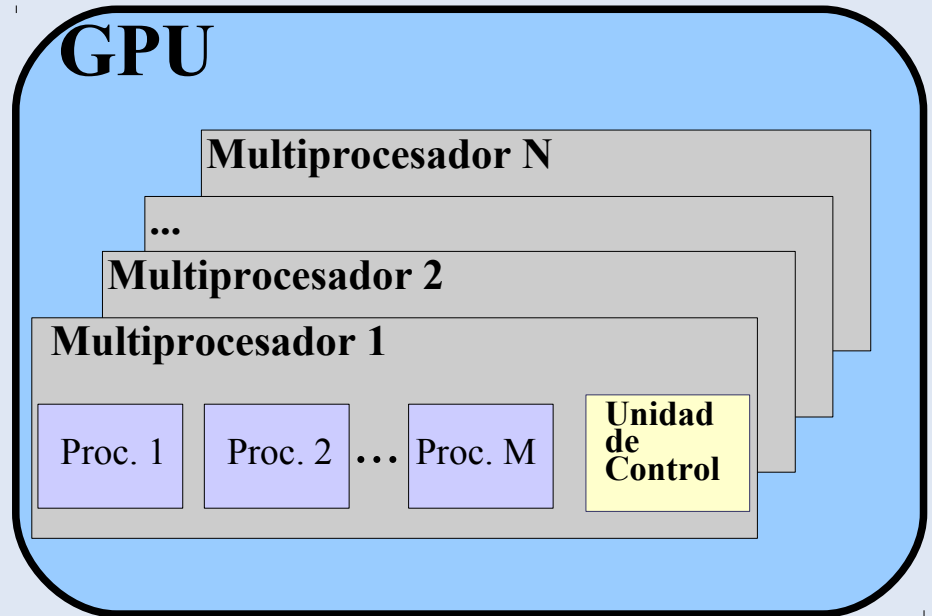 GPU
Multiprocesador N
...
Multiprocesador 2
Multiprocesador 1
Proc. 1
Proc. 2
...
Proc. M
Unidad
de
Control